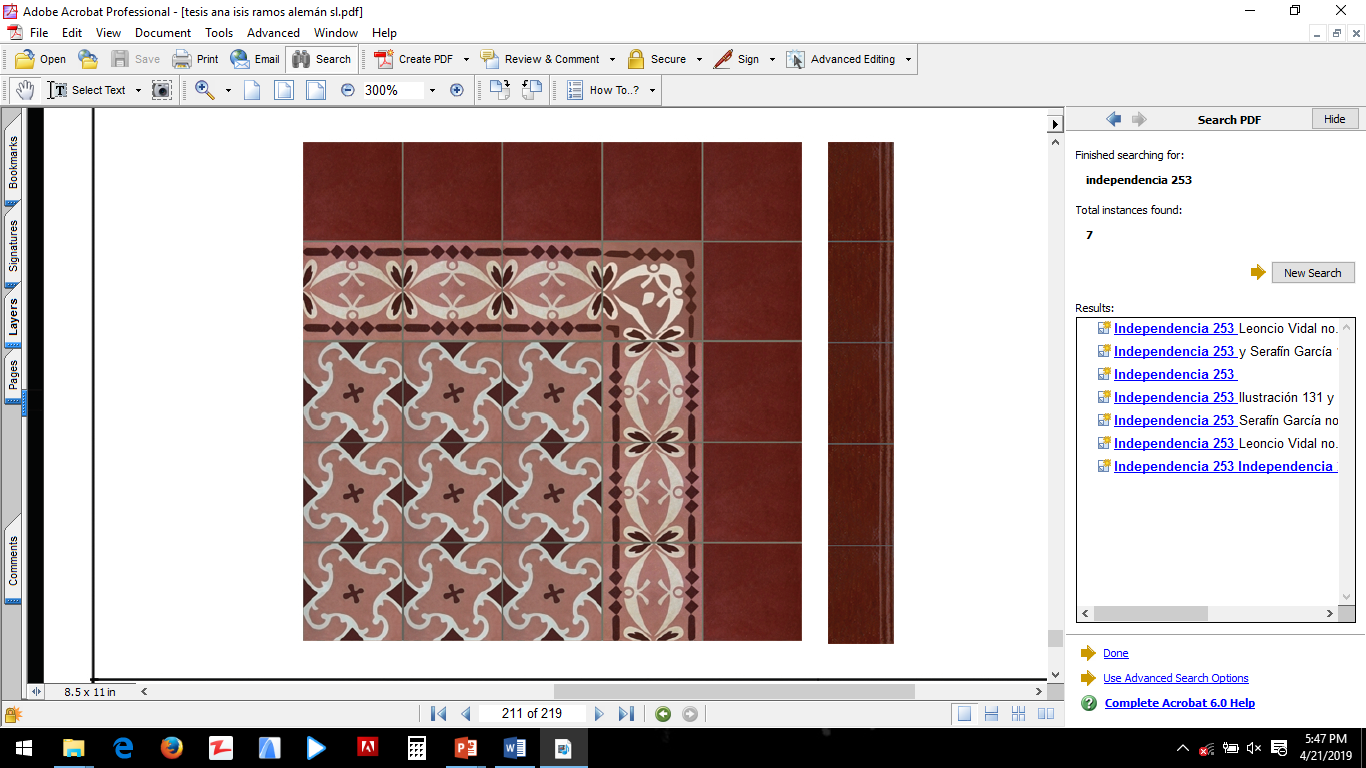 Adobe Acrobat Professional - [tesis ana isis ramos alemán sl.pdf]
File Edit View Document Tools Advanced Window Help
Open Save Print Email Search Create PDF Review & Comment Secure Sign Advanced Editing
Select Text 300% How To..?
Bookmarks
Signatures
Layers
Pages
Comments
Search PDF
Hide
Finished searching for:
independencia 253
Total instances found:
7
New Search
Results:
Independencia 253 Leoncio Vidal no.
Independencia 253 y Serafín García
Independencia 253
Independencia 253 Ilustración 131 y
Independencia 253 Serafín García no
Independencia 253 Leoncio Vidal no.
Independencia 253 Independencia
Done
Use Advanced Search Options
Complete Acrobat 6.0 Help
8.5 x 11 in
211 of 219
5:47 PM
4/21/2019